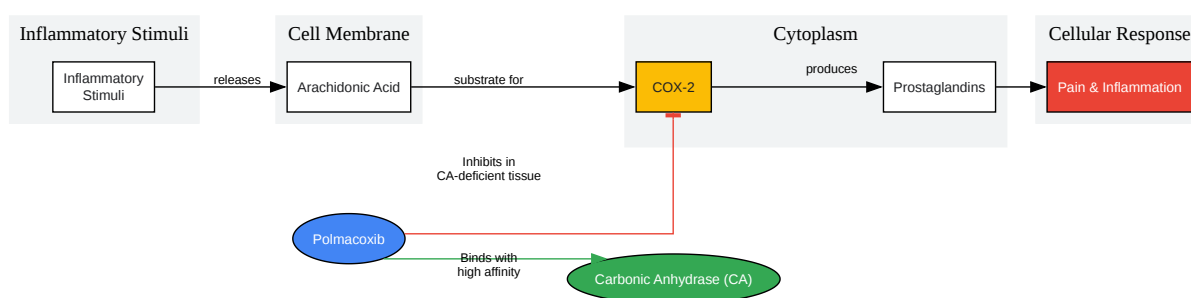 Inflammatory Stimuli
Cell Membrane
Cytoplasm
Cellular Response
Inflammatory
Stimuli
releases
Arachidonic Acid
substrate for
COX-2
produces
Prostaglandins
Pain & Inflammation
Inhibits in
CA-deficient tissue
Polmacoxib
Binds with
high affinity
Carbonic Anhydrase (CA)